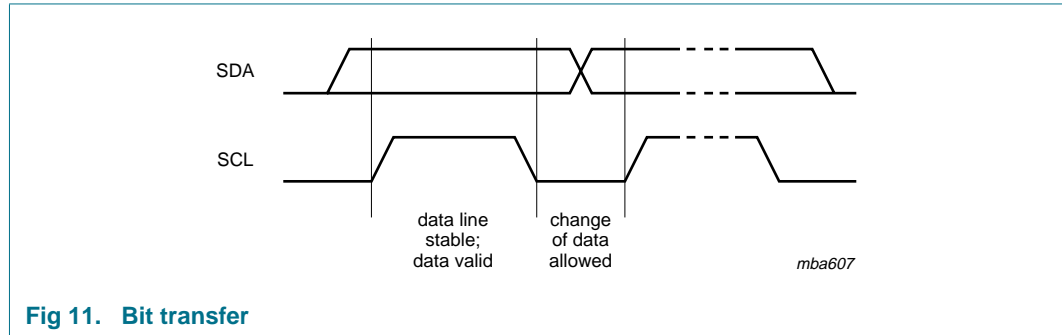 SDA
SCL
data line
stable;
data valid
change
of data
allowed
mba607
Fig 11. Bit transfer